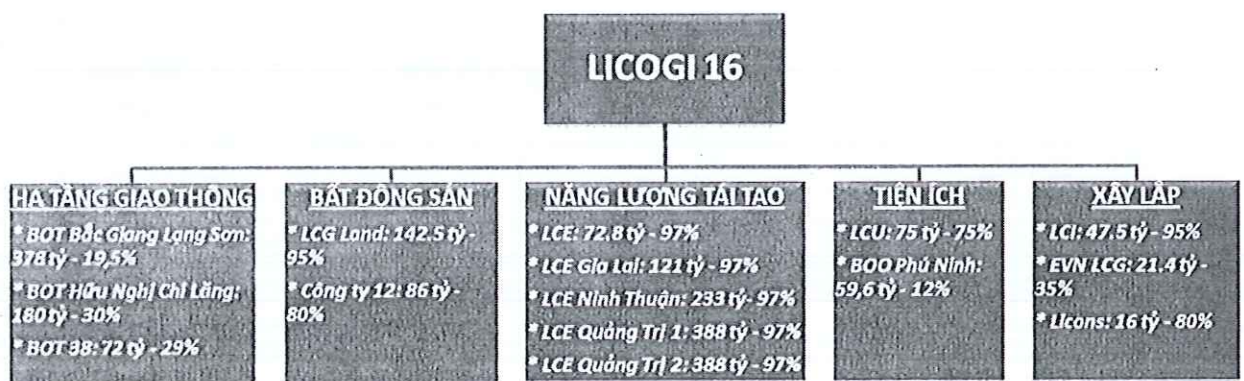 LICOGI 16
HẠ TẦNG GIAO THÔNG
* BOT Bắc Giang Lạng Sơn:
378 tỷ - 19,5%
* BOT Hữu Nghị Chi Lăng:
180 tỷ - 30%
* BOT 38: 72 tỷ - 29%
BẤT ĐỘNG SẢN
* LCG Land: 142.5 tỷ -
95%
* Công ty 12: 86 tỷ -
80%
NĂNG LƯỢNG TÁI TẠO
* LCE: 72.8 tỷ - 97%
* LCE Gia Lai: 121 tỷ - 97%
* LCE Ninh Thuận: 233 tỷ- 97%
* LCE Quảng Trị 1: 388 tỷ - 97%
* LCE Quảng Trị 2: 388 tỷ - 97%
TIỆN ÍCH
* LCU: 75 tỷ - 75%
* BOO Phú Ninh:
59,6 tỷ - 12%
XÂY LẮP
* LCI: 47.5 tỷ - 95%
* EVN LCG: 21.4 tỷ -
35%
* Licons: 16 tỷ - 80%